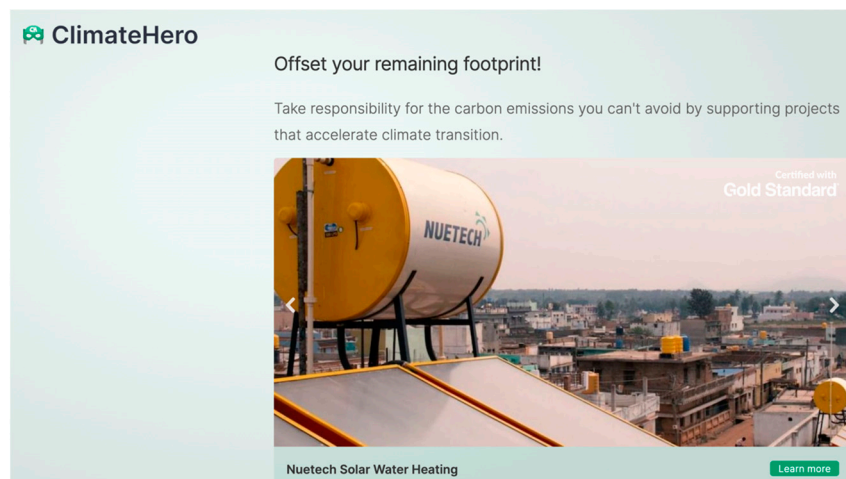 ClimateHero
Offset your remaining footprint!
Take responsibility for the carbon emissions you can't avoid by supporting projects
that accelerate climate transition.
Certified with
Gold Standard
NUETECH
Nuetech Solar Water Heating
Learn more